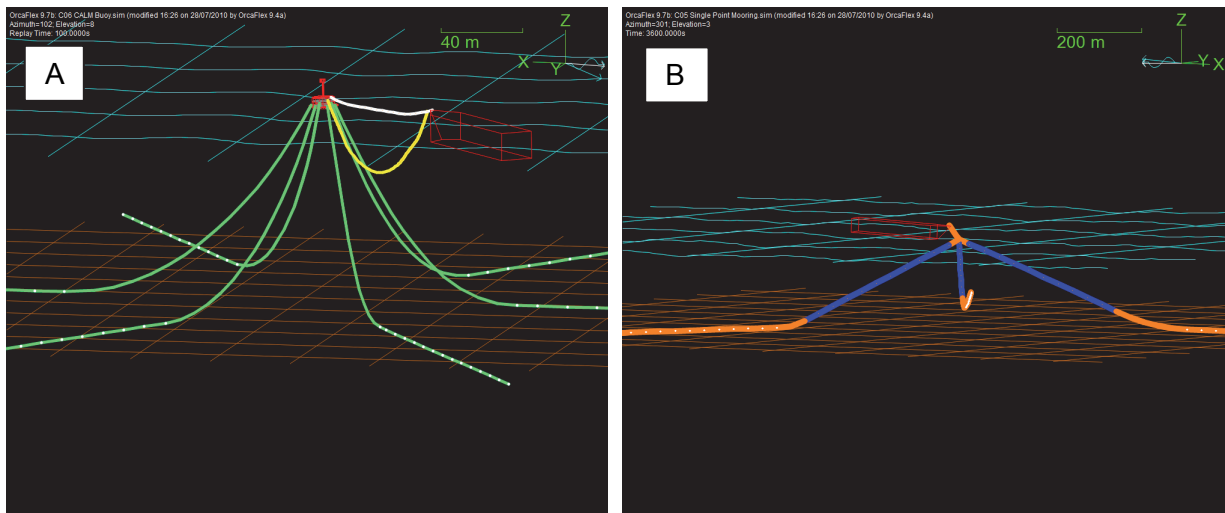 OrcaFlex 9.7b: C06 CALM Buoy.sim (modified 16:26 on 28/07/2010 by OrcaFlex 9.4a)
Azimuth=102; Elevation=8
Replay Time: 100.0000s
A
40 m
Z
X
Y
OrcaFlex 9.7b: C05 Single Point Mooring.sim (modified 16:26 on 28/07/2010 by OrcaFlex 9.4a)
Azimuth=301; Elevation=3
Time: 3600.0000s
B
200 m
Z
Y
X